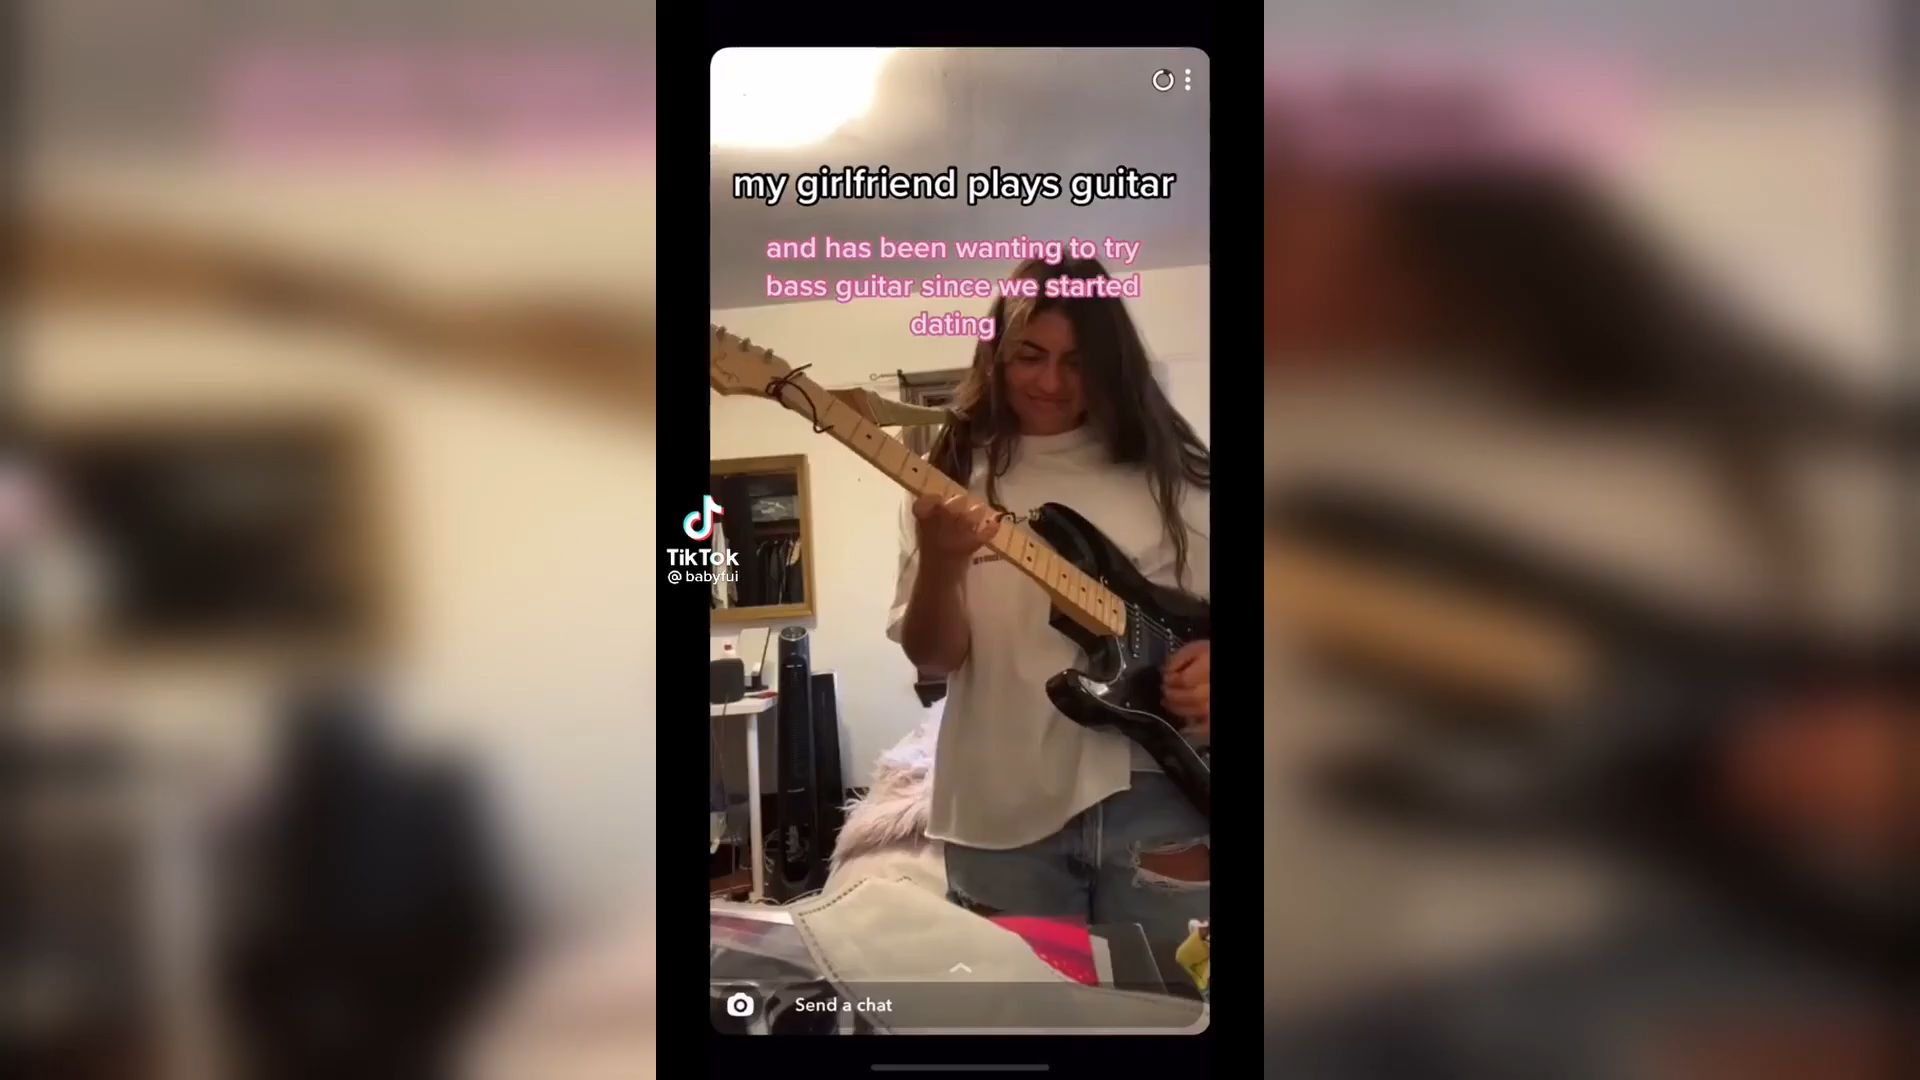 my girlfriend plays guitar
and has been wanting to try
bass guitar since we started
dating
TikTok
@ babyfui
Send a chat